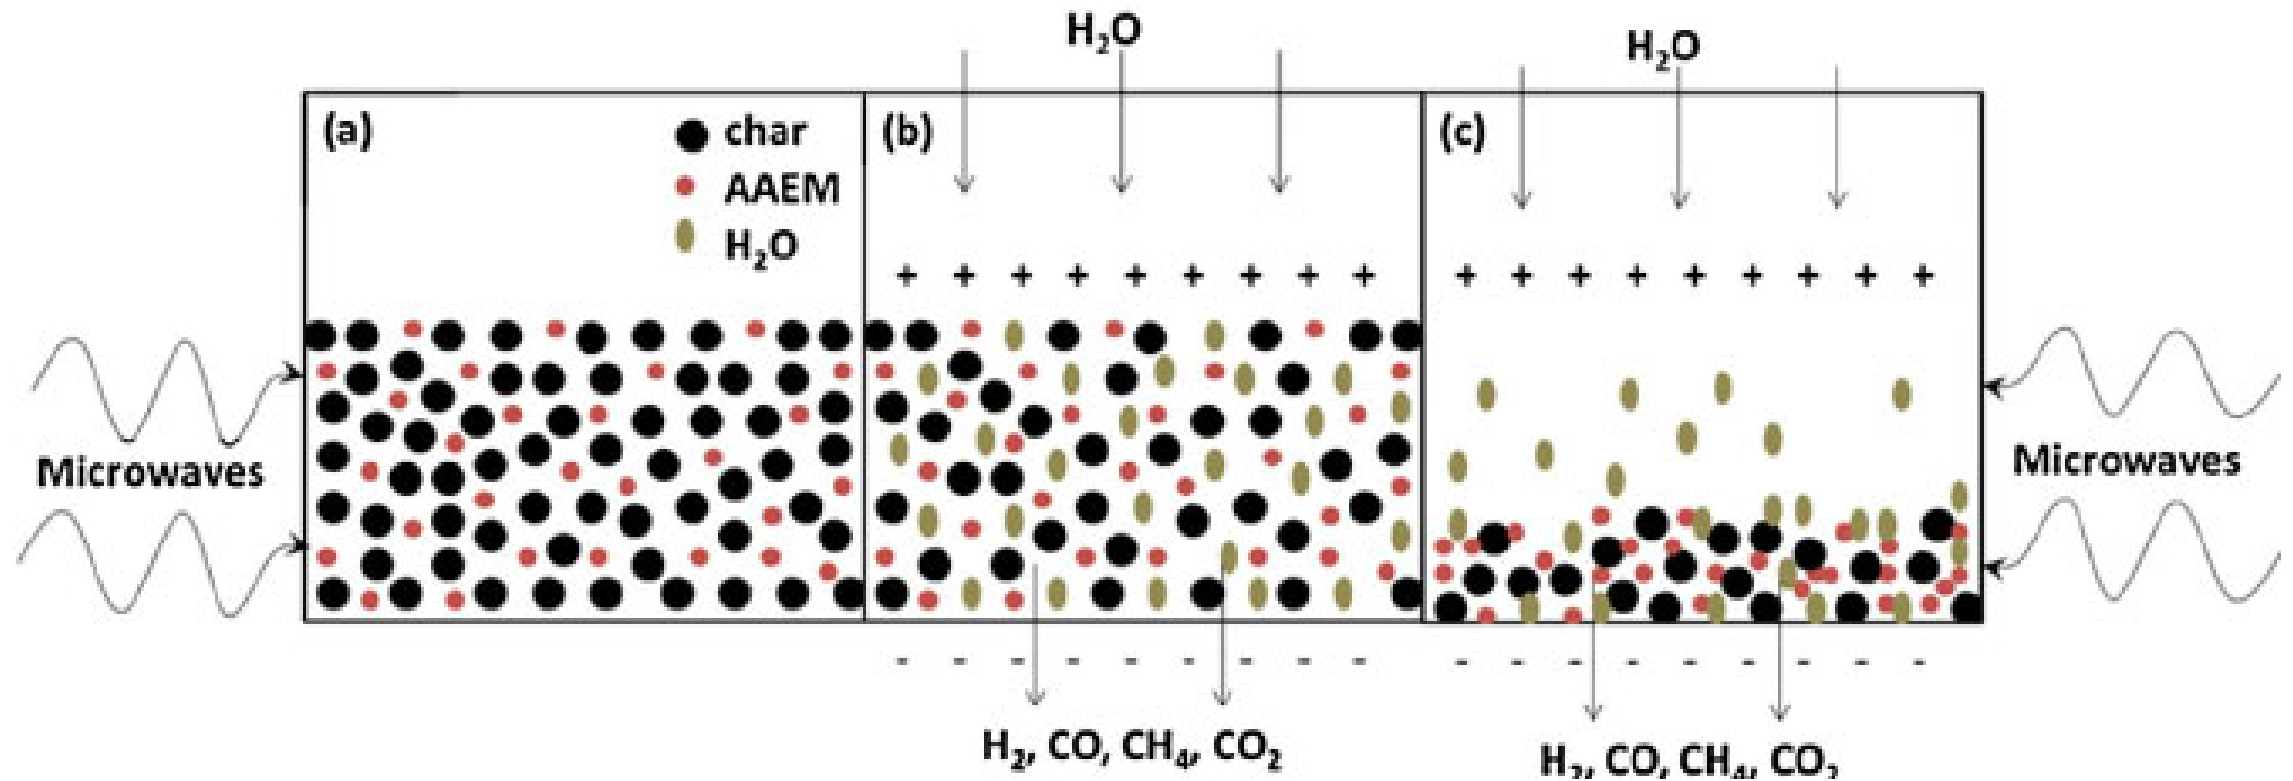 H₂O
H₂O
(a)
char
AAEM
H₂O
(b)
(c)
+ + + + + + + + +
+ + + + + + + + +
Microwaves
Microwaves
- - - - - - - - -
- - - - - - - - -
H₂, CO, CH₄, CO₂
H₂, CO, CH₄, CO₂